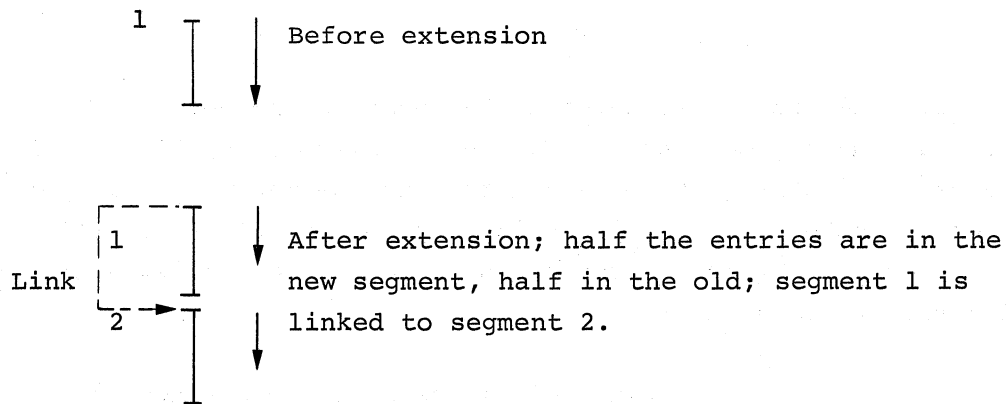 1
Before extension
1
After extension; half the entries are in the
Link
new segment, half in the old; segment 1 is
2
linked to segment 2.